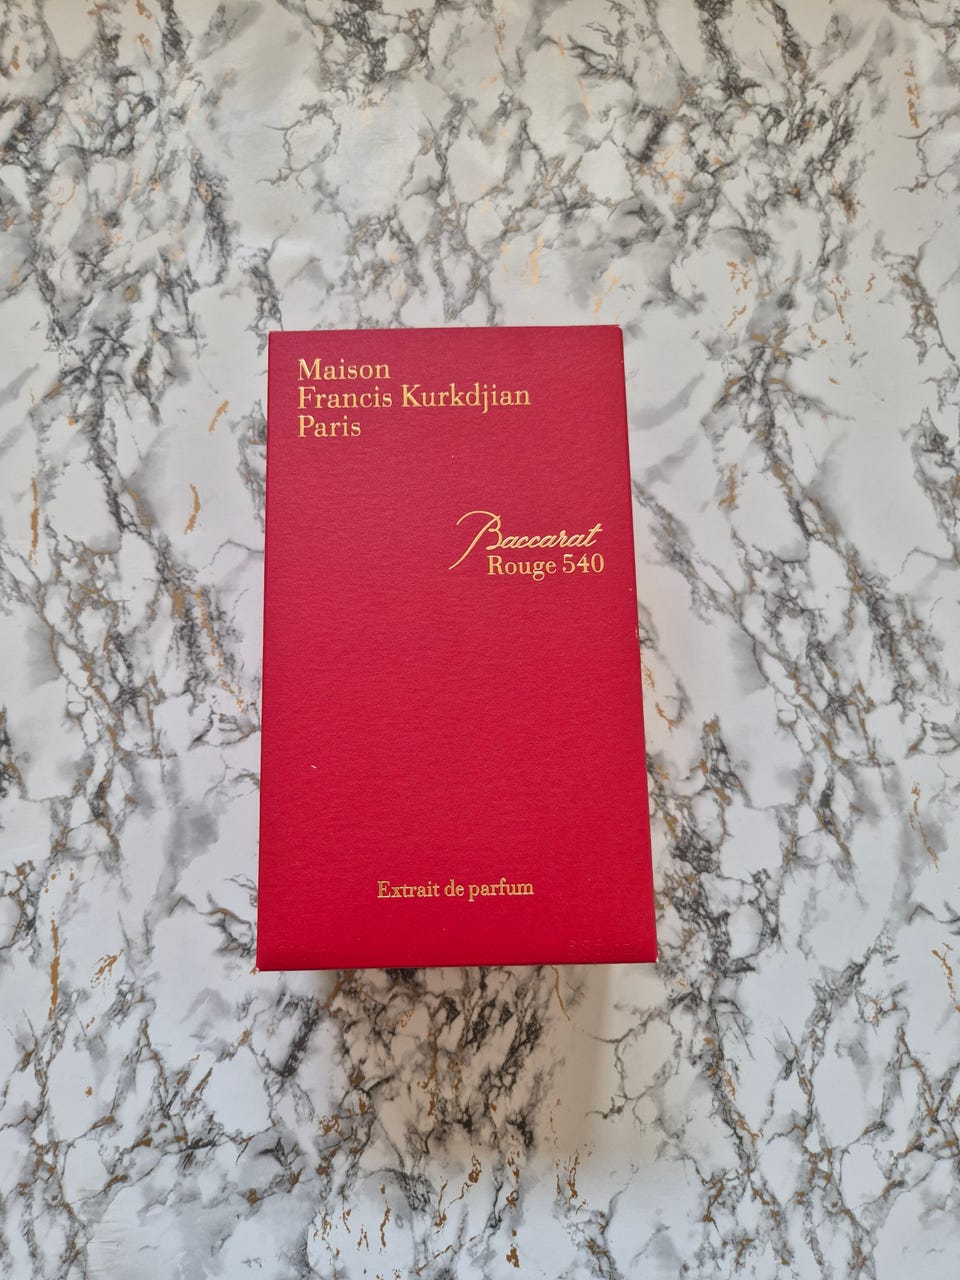 Maison
Francis Kurkdjian
Paris
Baccarat
Rouge 540
Extrait de parfum